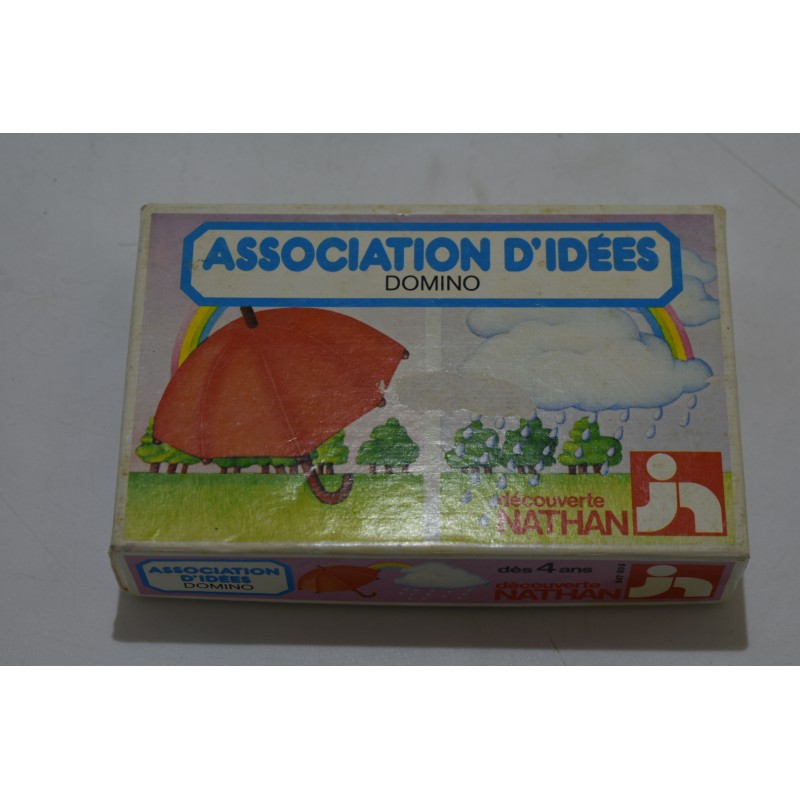 ASSOCIATION D'IDÉES
DOMINO
découverte
NATHAN
ASSOCIATION
D'IDÉES
DOMINO
dès 4 ans
découverte
NATHAN